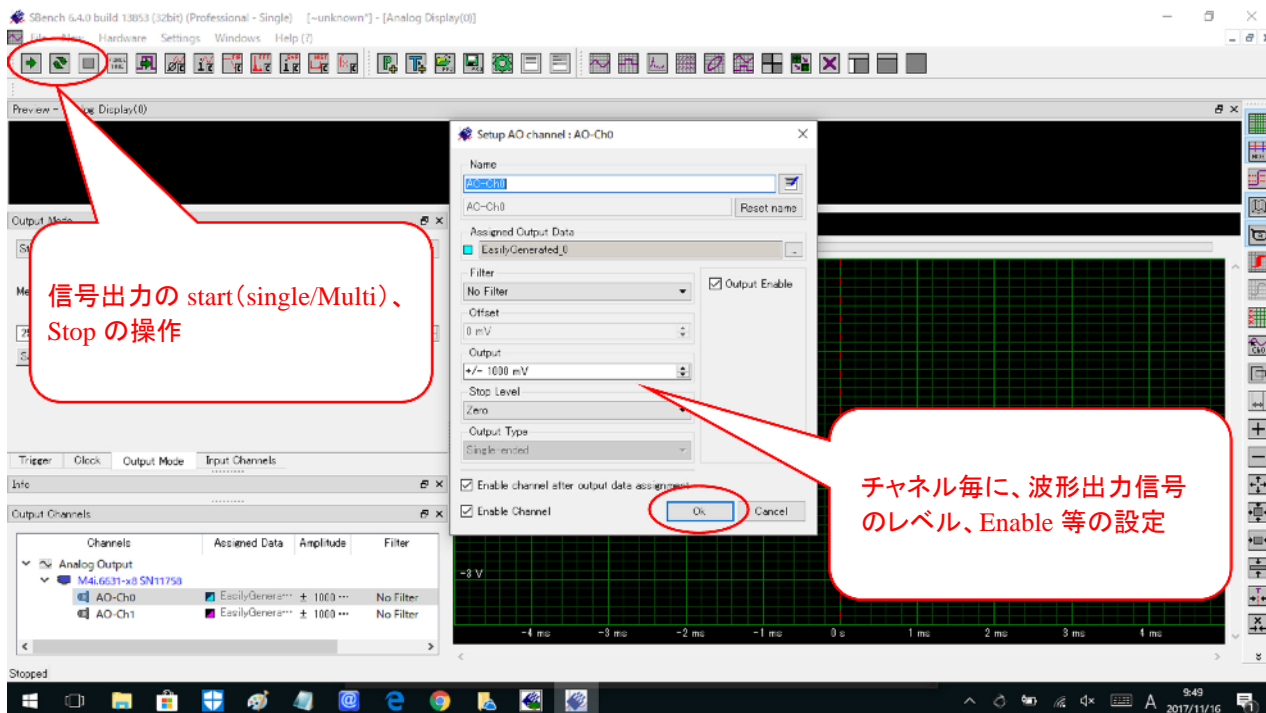 SBench 6.4.0 build 13853 (32bit) (Professional - Single) [~unknown*] - [Analog Display(0)]
File New Hardware Settings Windows Help (?)
Display(0)
Setup AO channel : AO-Ch0
Name
AO-Ch0
AO-Ch0
Reset name
Assigned Output Data
EasilyGenerated_0
...
Filter
No Filter
Output Enable
Offset
0 mV
Output
+/- 1000 mV
Stop Level
Zero
Output Type
Single-ended
Enable channel after output data assignment
Enable Channel
Ok
Cancel
Output Mode
信号出力の start(single/Multi)、
Stop の操作
チャネル毎に、波形出力信号
のレベル、Enable 等の設定
Trigger Clock Output Mode Input Channels
Info
Output Channels
Channels Assigned Data Amplitude Filter
Analog Output
M4i.6631-x8 SN11758
AO-Ch0 EasilyGenera··· ± 1000 ··· No Filter
AO-Ch1 EasilyGenera··· ± 1000 ··· No Filter
-3 V
-4 ms -3 ms -2 ms -1 ms 0 s 1 ms 2 ms 3 ms 4 ms
Stopped
A
9:49
2017/11/16